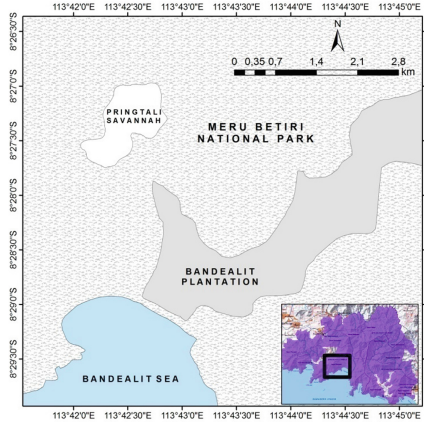 113°42'0"E 113°42'30"E 113°43'0"E 113°43'30"E 113°44'0"E 113°44'30"E 113°45'0"E
8°26'30"S
N
0 0,35 0,7 1,4 2,1 2,8
km
8°27'0"S
PRINGTALI
SAVANNAH
MERU BETIRI
NATIONAL PARK
8°27'30"S
8°28'0"S
8°28'30"S
BANDEALIT
PLANTATION
8°29'0"S
8°29'30"S
BANDEALIT SEA
113°42'0"E 113°42'30"E 113°43'0"E 113°43'30"E 113°44'0"E 113°44'30"E 113°45'0"E